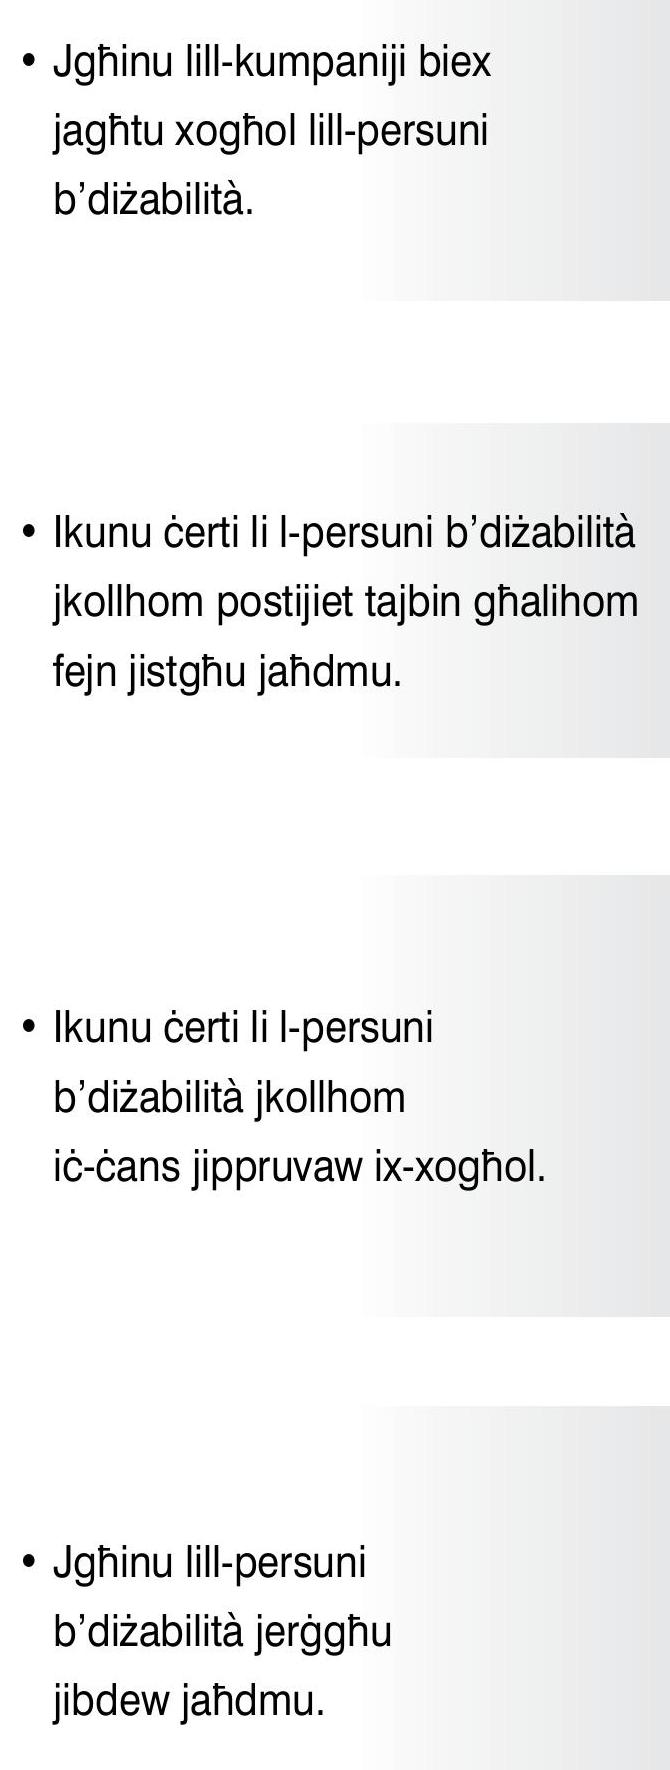 • Jgħinu lill-kumpaniji biex
jagħtu xogħol lill-persuni
b’diżabilità.
• Ikunu ċerti li l-persuni b’diżabilità
jkollhom postijiet tajbin għalihom
fejn jistgħu jaħdmu.
• Ikunu ċerti li l-persuni
b’diżabilità jkollhom
iċ-ċans jippruvaw ix-xogħol.
• Jgħinu lill-persuni
b’diżabilità jerġgħu
jibdew jaħdmu.